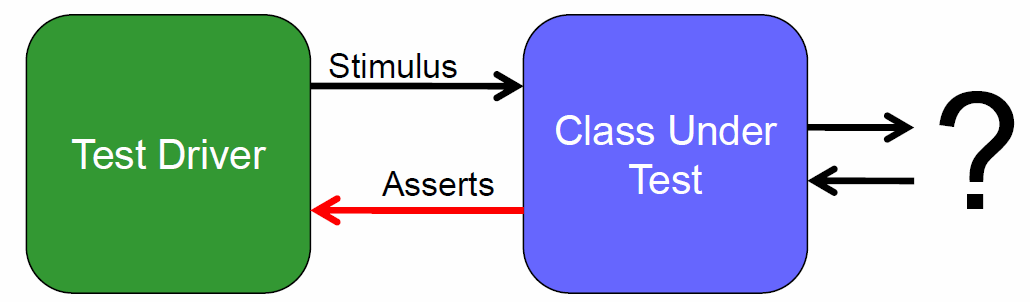 Stimulus
Test Driver
Asserts
Class Under
Test
?